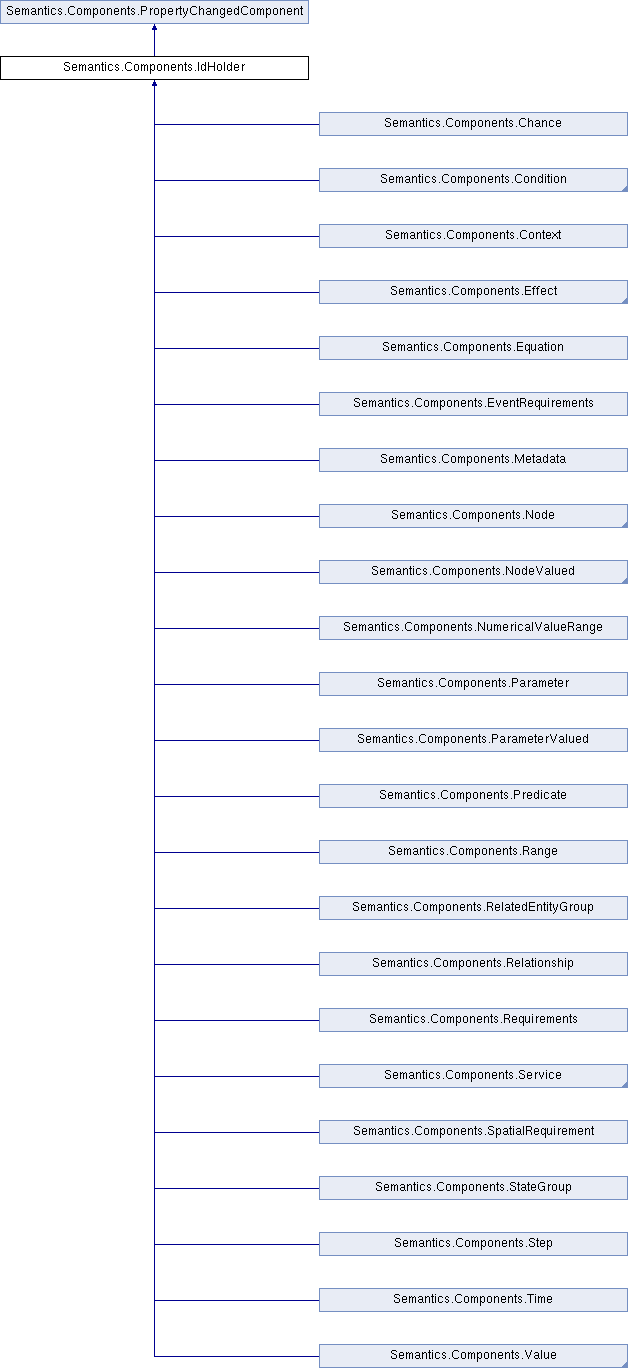 Semantics.Components.PropertyChangedComponent
Semantics.Components.IdHolder
Semantics.Components.Chance
Semantics.Components.Condition
Semantics.Components.Context
Semantics.Components.Effect
Semantics.Components.Equation
Semantics.Components.EventRequirements
Semantics.Components.Metadata
Semantics.Components.Node
Semantics.Components.NodeValued
Semantics.Components.NumericalValueRange
Semantics.Components.Parameter
Semantics.Components.ParameterValued
Semantics.Components.Predicate
Semantics.Components.Range
Semantics.Components.RelatedEntityGroup
Semantics.Components.Relationship
Semantics.Components.Requirements
Semantics.Components.Service
Semantics.Components.SpatialRequirement
Semantics.Components.StateGroup
Semantics.Components.Step
Semantics.Components.Time
Semantics.Components.Value